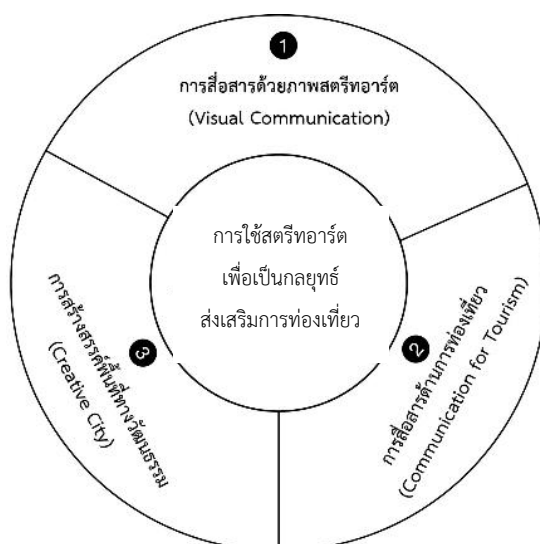 1
การสื่อสารด้วยภาพสตรีทอาร์ต
(Visual Communication)
การใช้สตรีทอาร์ต
เพื่อเป็นกลยุทธ์
ส่งเสริมการท่องเที่ยว
2
การสื่อสารด้านการท่องเที่ยว
(Communication for Tourism)
3
การสร้างสรรค์พื้นที่ทางวัฒนธรรม
(Creative City)